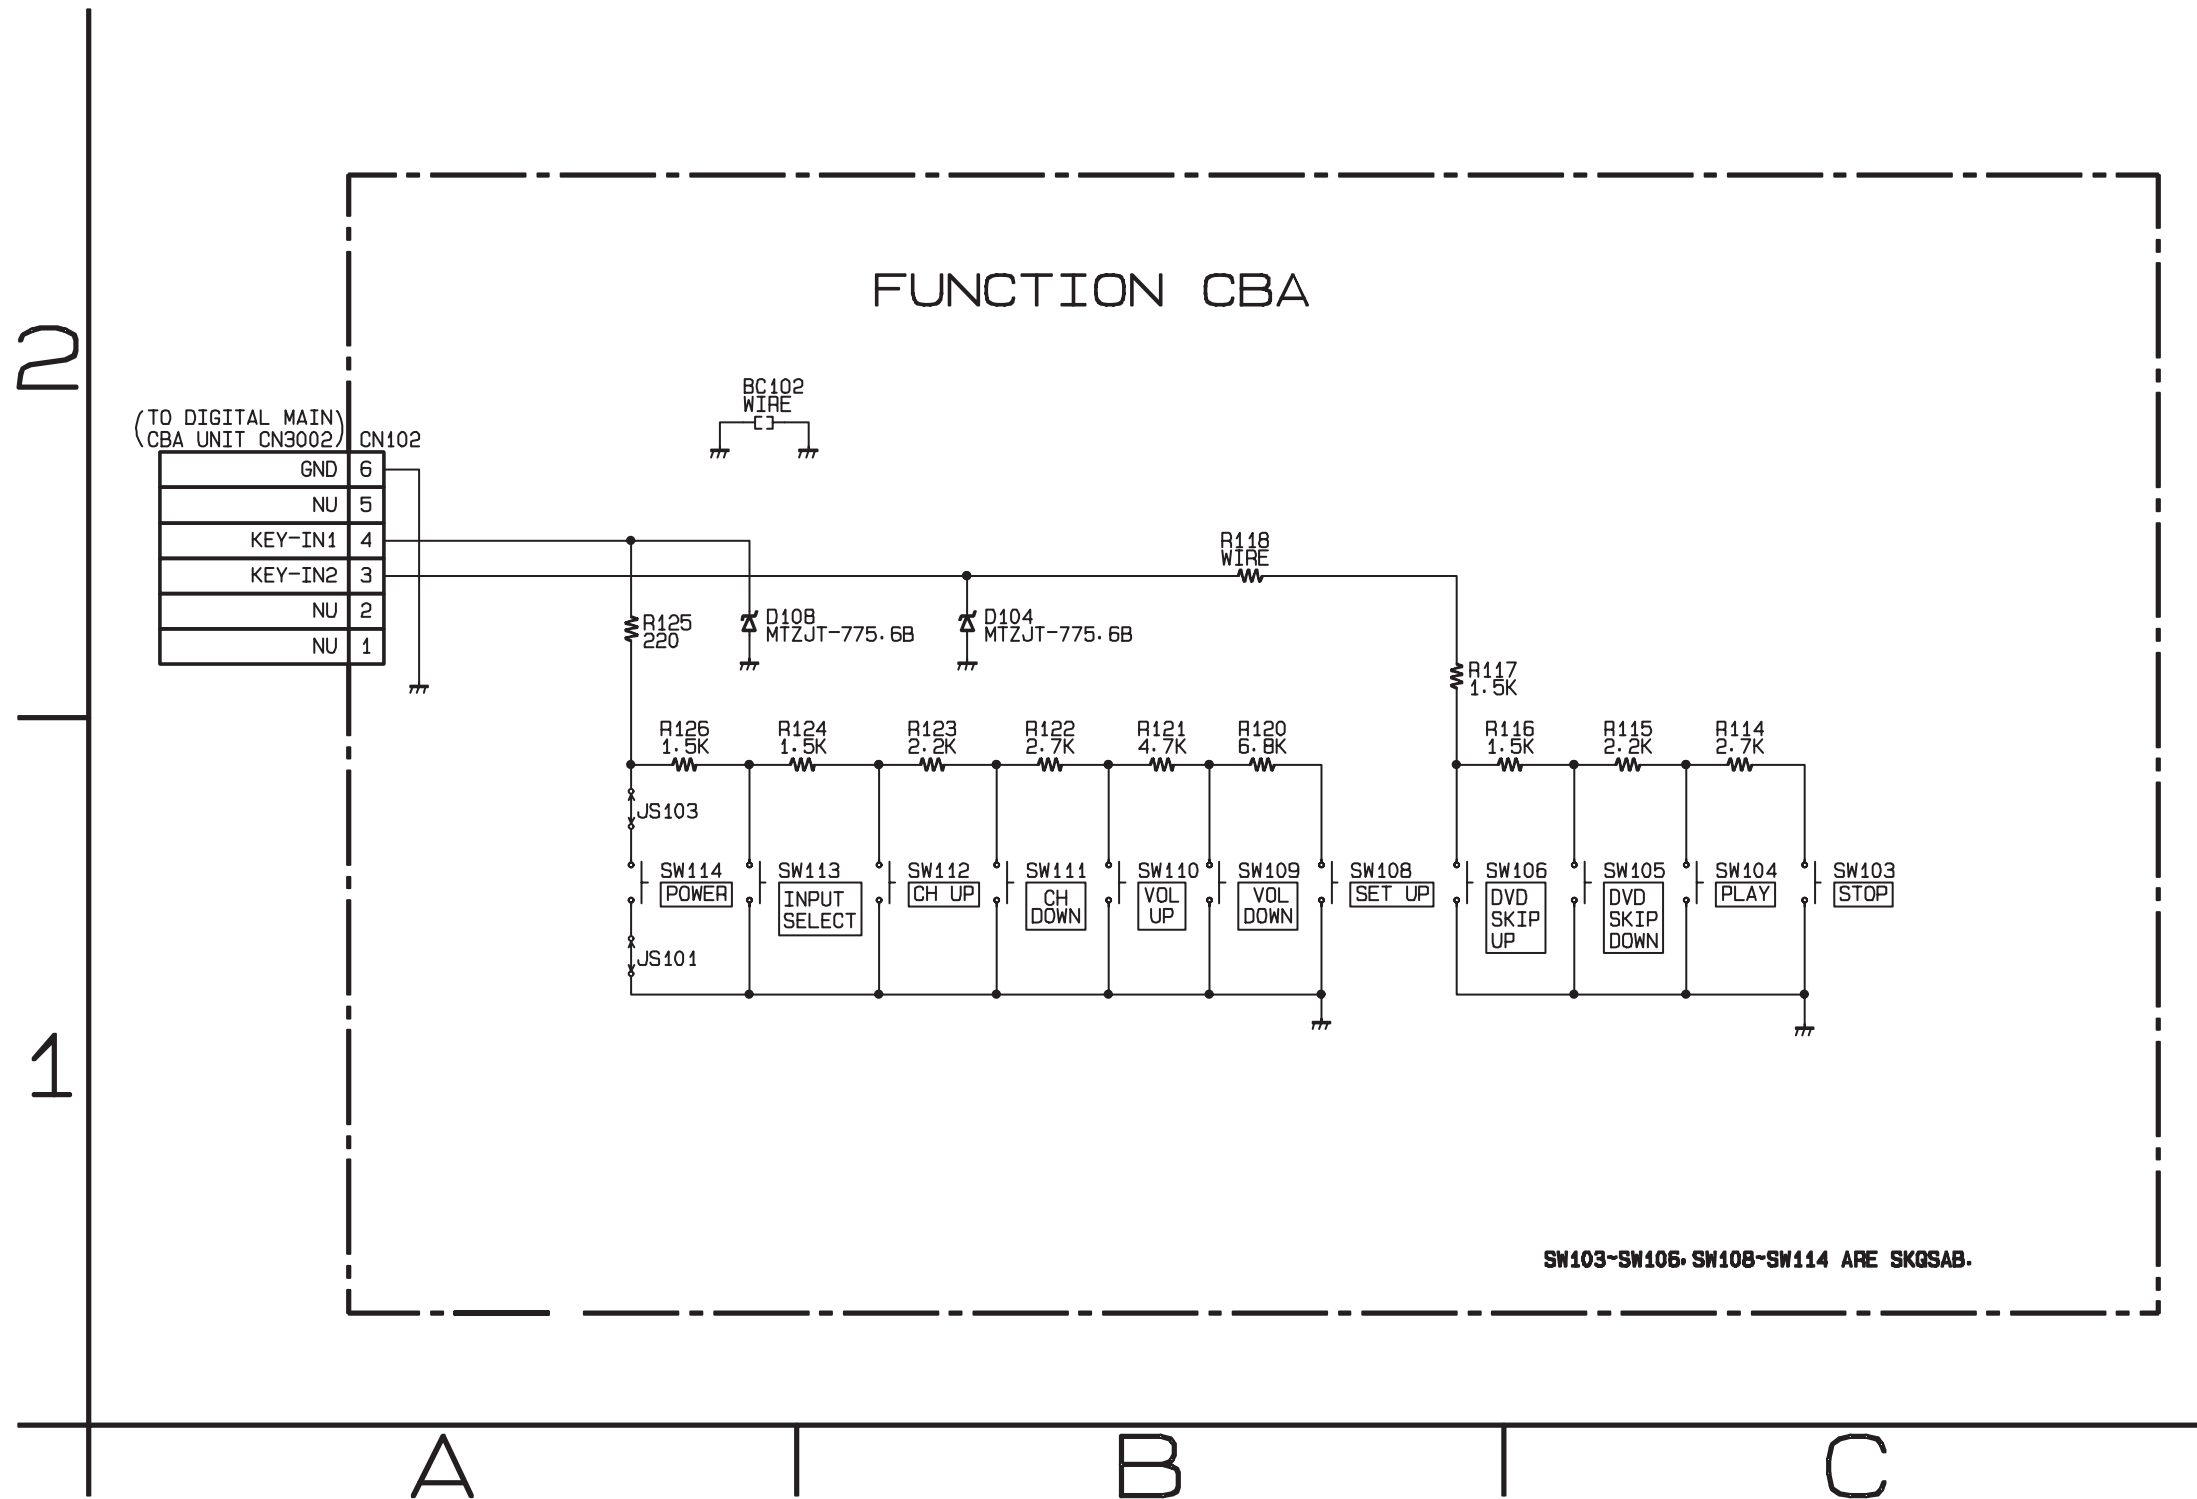 2
FUNCTION CBA
BC102
WIRE
(TO DIGITAL MAIN
CBA UNIT CN3002)
CN102
GND 6
NU 5
KEY-IN1 4
KEY-IN2 3
NU 2
NU 1
R118
WIRE
R125
220
D108
MTZJT-775.6B
D104
MTZJT-775.6B
R117
1.5K
R126
1.5K
R124
1.5K
R123
2.2K
R122
2.7K
R121
4.7K
R120
6.8K
R116
1.5K
R115
2.2K
R114
2.7K
JS103
SW114
POWER
SW113
INPUT
SELECT
SW112
CH UP
SW111
CH
DOWN
SW110
VOL
UP
SW109
VOL
DOWN
SW108
SET UP
SW106
DVD
SKIP
UP
SW105
DVD
SKIP
DOWN
SW104
PLAY
SW103
STOP
JS101
1
SW103~SW106, SW108~SW114 ARE SKQSAB.
A
B
C